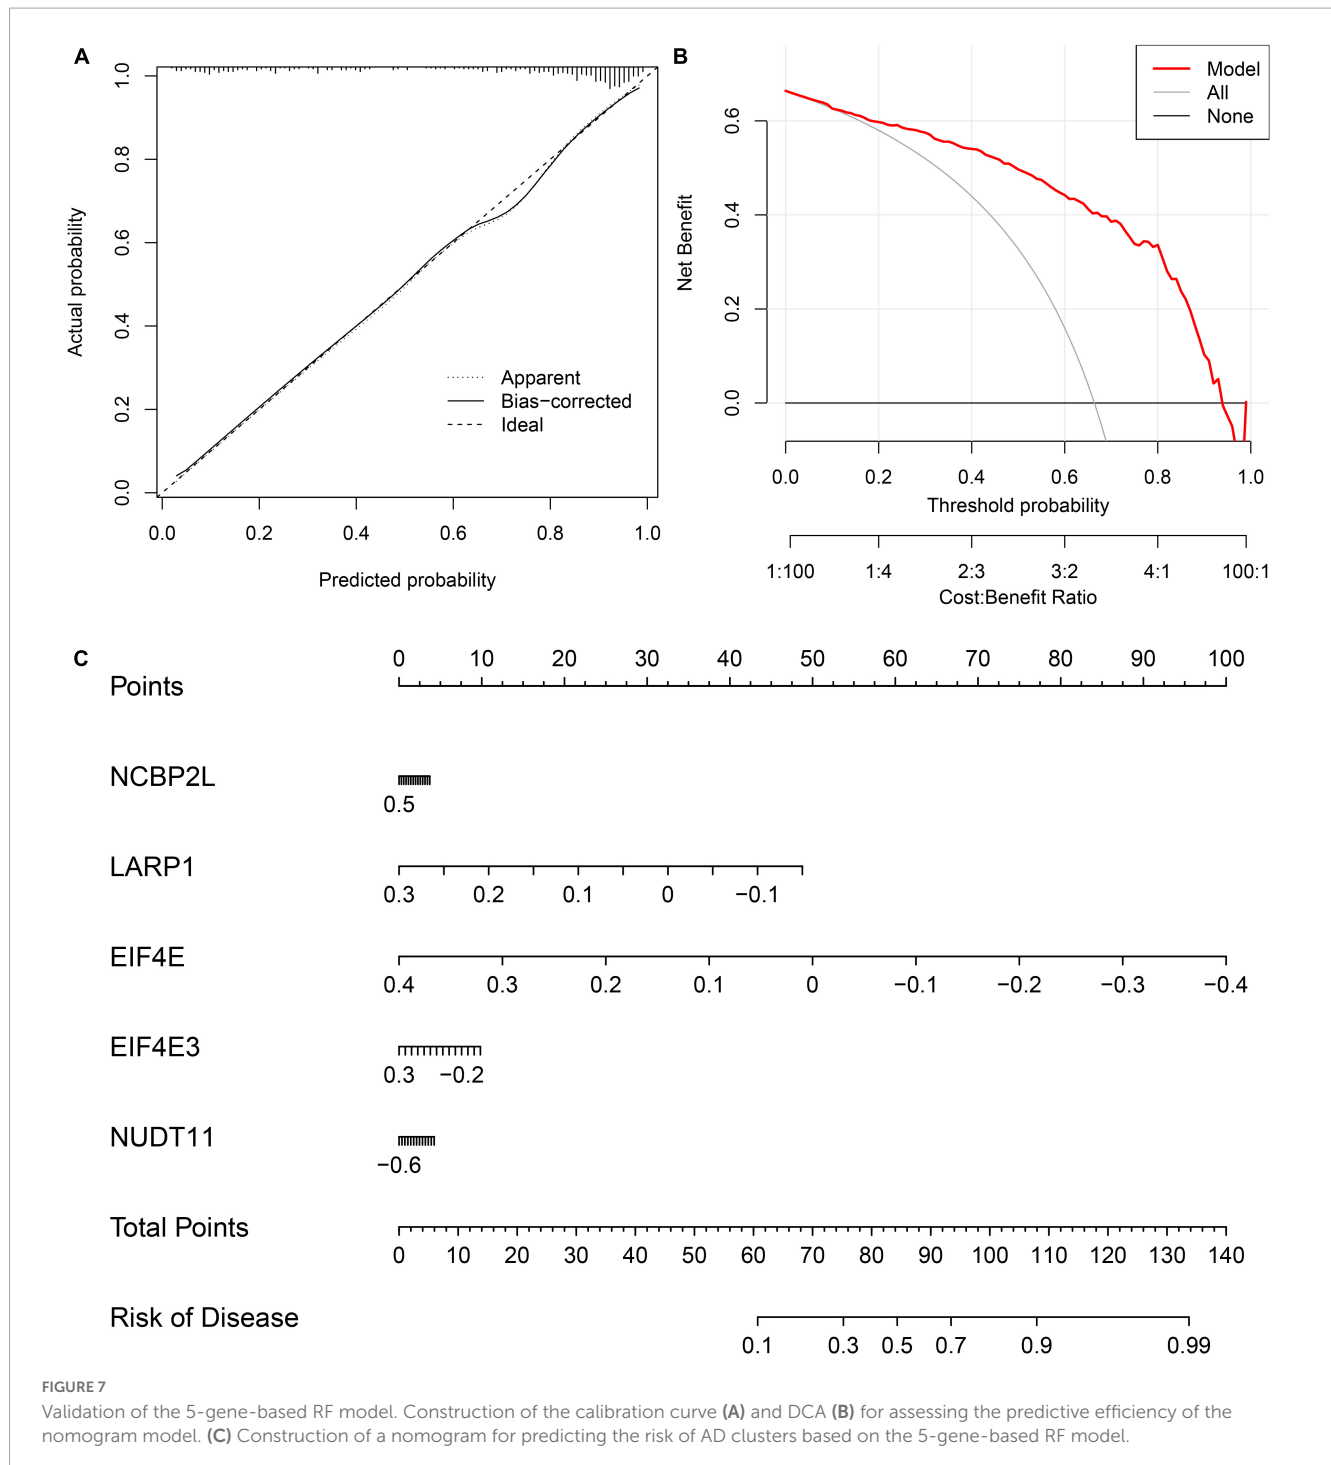 A
1.0
0.8
0.6
0.4
0.2
0.0
Actual probability
Apparent
Bias−corrected
Ideal
0.0 0.2 0.4 0.6 0.8 1.0
Predicted probability
B
Model
All
None
0.6
0.4
0.2
0.0
Net Benefit
0.0 0.2 0.4 0.6 0.8 1.0
Threshold probability
1:100 1:4 2:3 3:2 4:1 100:1
Cost:Benefit Ratio
C
0 10 20 30 40 50 60 70 80 90 100
Points
NCBP2L
0.5
LARP1
0.3 0.2 0.1 0 −0.1
EIF4E
0.4 0.3 0.2 0.1 0 −0.1 −0.2 −0.3 −0.4
EIF4E3
0.3 −0.2
NUDT11
−0.6
Total Points
0 10 20 30 40 50 60 70 80 90 100 110 120 130 140
Risk of Disease
0.1 0.3 0.5 0.7 0.9 0.99
FIGURE 7
Validation of the 5-gene-based RF model. Construction of the calibration curve (A) and DCA (B) for assessing the predictive efficiency of the
nomogram model. (C) Construction of a nomogram for predicting the risk of AD clusters based on the 5-gene-based RF model.